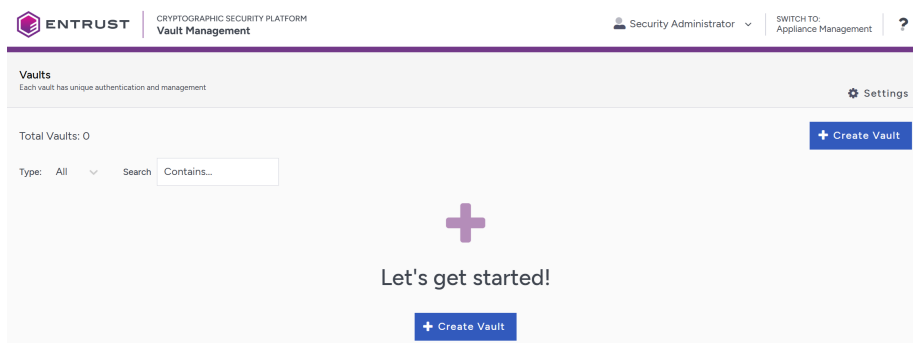 ENTRUST
CRYPTOGRAPHIC SECURITY PLATFORM
Vault Management
Security Administrator
SWITCH TO:
Appliance Management
?
Vaults
Each vault has unique authentication and management
Settings
Total Vaults: 0
Create Vault
Type: All
Search Contains...
Let's get started!
Create Vault